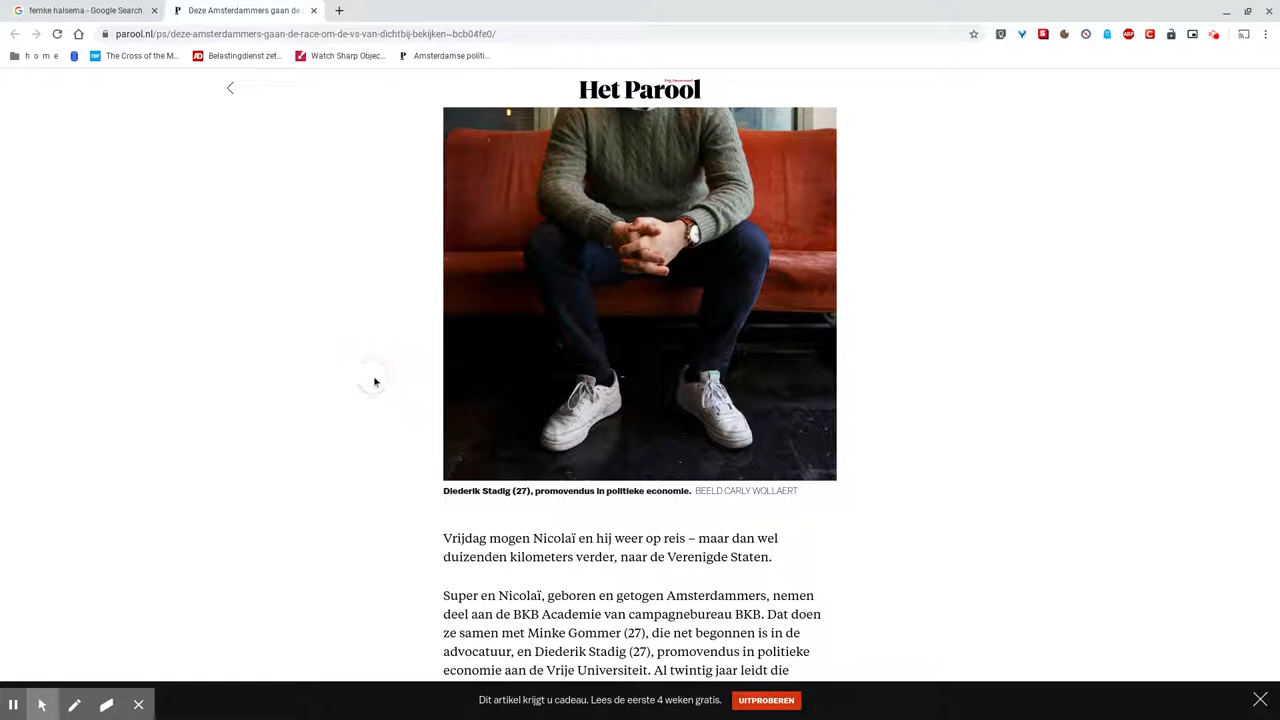 femke halsema - Google Search
Deze Amsterdammers gaan de
parool.nl/ps/deze-amsterdammers-gaan-de-race-om-de-vs-van-dichtbij-bekijken~bcb04fe0/
h o m e
The Cross of the M...
Belastingdienst zet...
Watch Sharp Objec...
Amsterdamse politi...
Het Parool
Diederik Stadig (27), promovendus in politieke economie. BEELD CARLY WOLLAERT
Vrijdag mogen Nicolaï en hij weer op reis – maar dan wel
duizenden kilometers verder, naar de Verenigde Staten.
Super en Nicolaï, geboren en getogen Amsterdammers, nemen
deel aan de BKB Academie van campagnebureau BKB. Dat doen
ze samen met Minke Gommer (27), die net begonnen is in de
advocatuur, en Diederik Stadig (27), promovendus in politieke
economie aan de Vrije Universiteit. Al twintig jaar leidt die
Dit artikel krijgt u cadeau. Lees de eerste 4 weken gratis.
UITPROBEREN